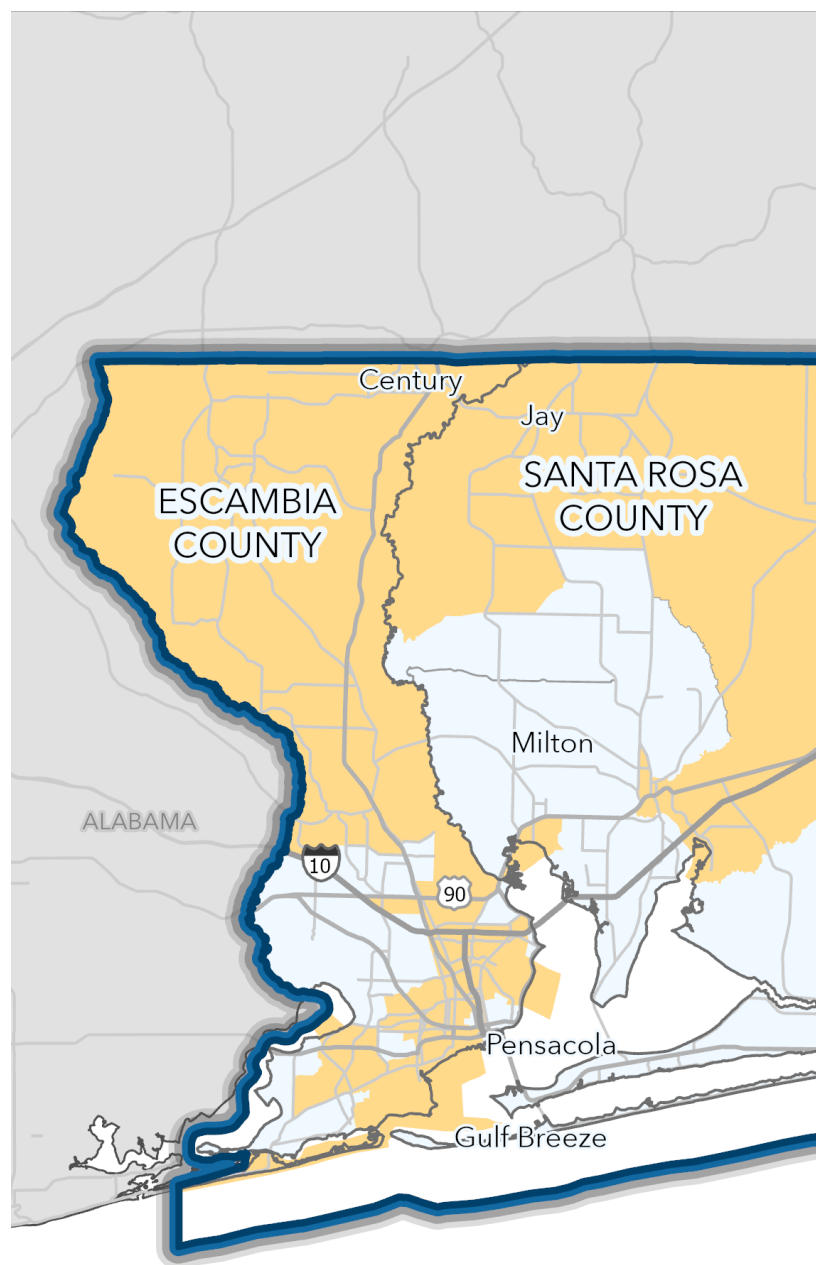 Century
Jay
ESCAMBIA
COUNTY
SANTA ROSA
COUNTY
Milton
ALABAMA
10
90
Pensacola
Gulf Breeze